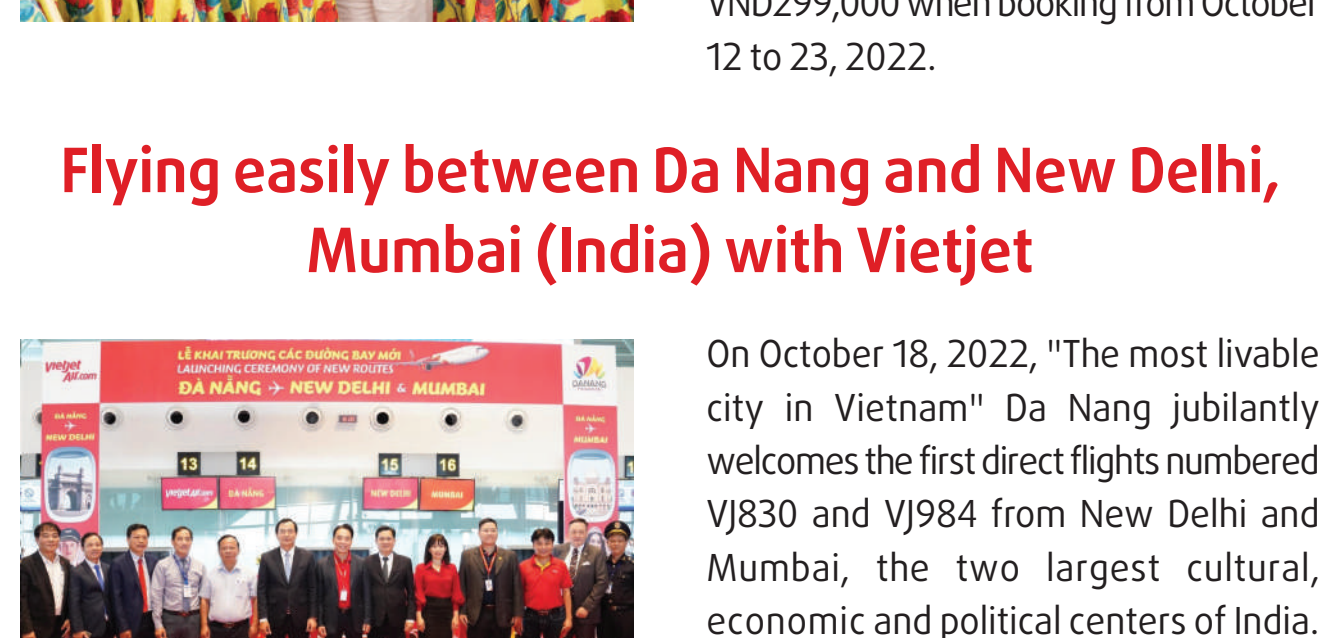 VND299,000 when booking from October
12 to 23, 2022.
Flying easily between Da Nang and New Delhi,
Mumbai (India) with Vietjet
vietjet
Air.com
LỄ KHAI TRƯƠNG CÁC ĐƯỜNG BAY MỚI
LAUNCHING CEREMONY OF NEW ROUTES
ĐÀ NẴNG → NEW DELHI & MUMBAI
DANANG
ĐÀ NẴNG
→
NEW DELHI
ĐÀ NẴNG
→
MUMBAI
13
14
15
16
vietjetAir.com
ĐÀ NẴNG
NEW DELHI
MUMBAI
On October 18, 2022, "The most livable
city in Vietnam" Da Nang jubilantly
welcomes the first direct flights numbered
VJ830 and VJ984 from New Delhi and
Mumbai, the two largest cultural,
economic and political centers of India.